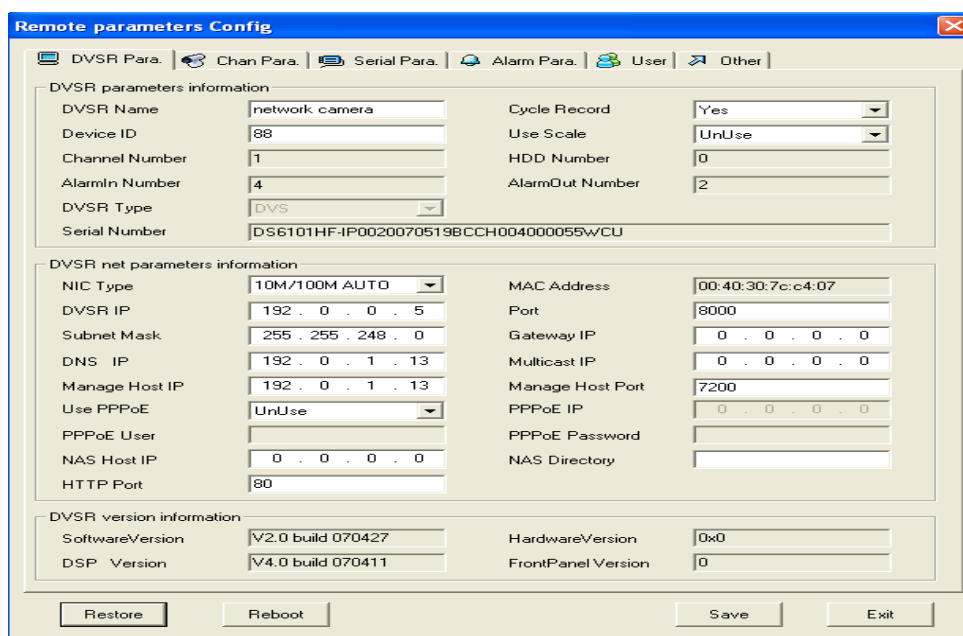 Remote parameters Config
DVSR Para. Chan Para. Serial Para. Alarm Para. User Other
DVSR parameters information
DVSR Name network camera Cycle Record Yes
Device ID 88 Use Scale UnUse
Channel Number 1 HDD Number 0
AlarmIn Number 4 AlarmOut Number 2
DVSR Type DVS
Serial Number DS6101HF-IP0020070519BCCH004000055WCU
DVSR net parameters information
NIC Type 10M/100M AUTO MAC Address 00:40:30:7c:c4:07
DVSR IP 192 . 0 . 0 . 5 Port 8000
Subnet Mask 255 . 255 . 248 . 0 Gateway IP 0 . 0 . 0 . 0
DNS IP 192 . 0 . 1 . 13 Multicast IP 0 . 0 . 0 . 0
Manage Host IP 192 . 0 . 1 . 13 Manage Host Port 7200
Use PPPoE UnUse PPPoE IP 0 . 0 . 0 . 0
PPPoE User PPPoE Password
NAS Host IP 0 . 0 . 0 . 0 NAS Directory
HTTP Port 80
DVSR version information
SoftwareVersion V2.0 build 070427 HardwareVersion 0x0
DSP Version V4.0 build 070411 FrontPanel Version 0
Restore Reboot Save Exit